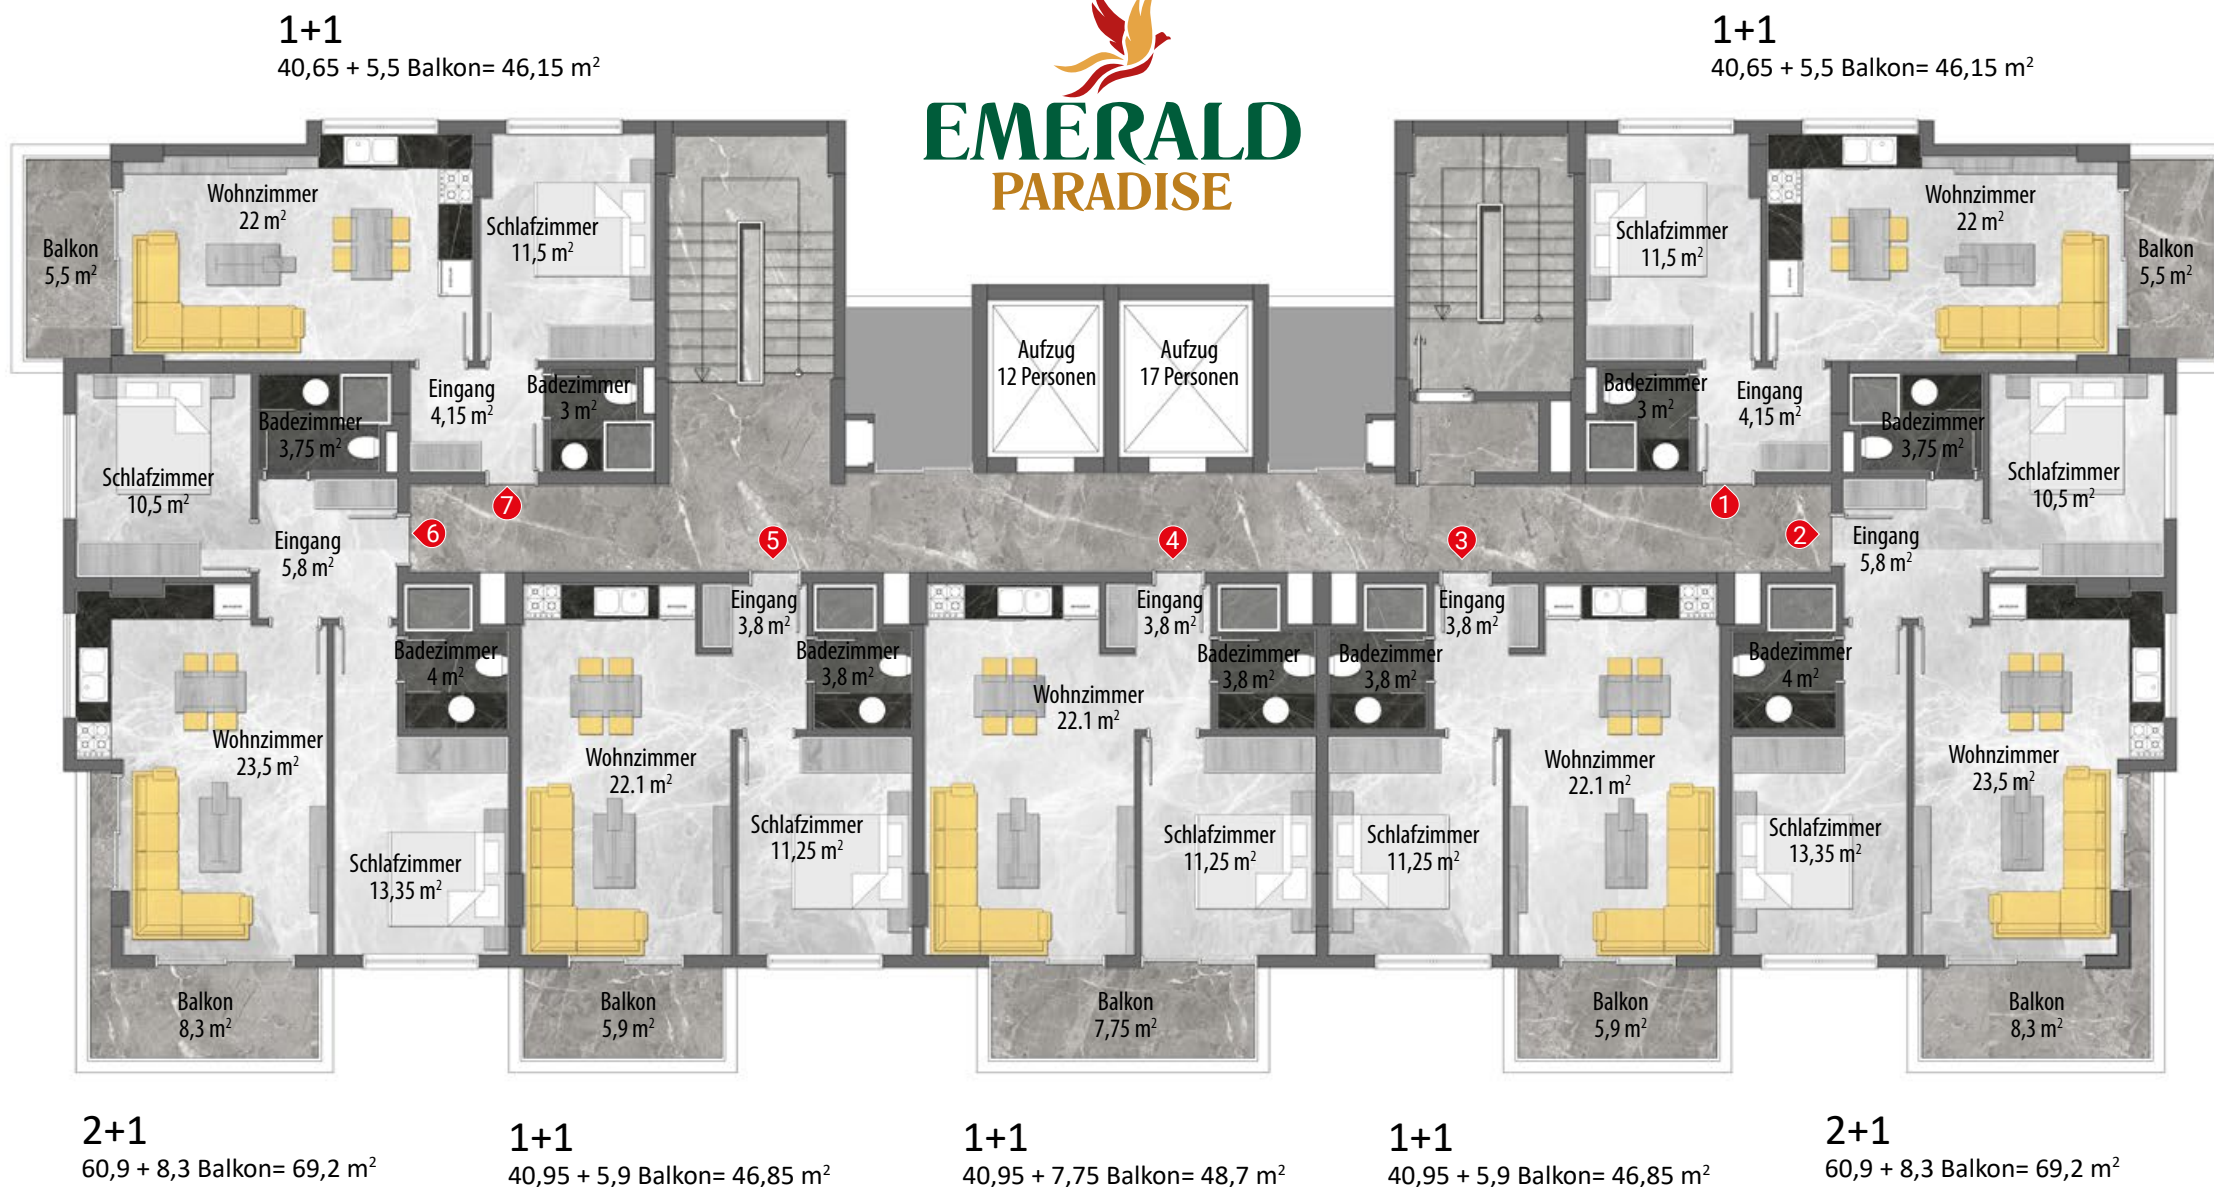 1+1
40,65 + 5,5 Balkon= 46,15 m²
EMERALD
PARADISE
1+1
40,65 + 5,5 Balkon= 46,15 m²
Balkon
5,5 m²
Wohnzimmer
22 m²
Schlafzimmer
11,5 m²
Aufzug
12 Personen
Aufzug
17 Personen
Schlafzimmer
11,5 m²
Wohnzimmer
22 m²
Balkon
5,5 m²
Schlafzimmer
10,5 m²
Badezimmer
3,75 m²
Eingang
4,15 m²
Badezimmer
3 m²
Badezimmer
3 m²
Eingang
4,15 m²
Badezimmer
3,75 m²
Schlafzimmer
10,5 m²
Eingang
5,8 m²
6
7
5
4
3
1
2
Eingang
5,8 m²
Badezimmer
4 m²
Eingang
3,8 m²
Badezimmer
3,8 m²
Eingang
3,8 m²
Badezimmer
3,8 m²
Badezimmer
3,8 m²
Eingang
3,8 m²
Badezimmer
4 m²
Wohnzimmer
23,5 m²
Schlafzimmer
13,35 m²
Wohnzimmer
22.1 m²
Schlafzimmer
11,25 m²
Wohnzimmer
22.1 m²
Schlafzimmer
11,25 m²
Schlafzimmer
11,25 m²
Wohnzimmer
22.1 m²
Schlafzimmer
13,35 m²
Wohnzimmer
23,5 m²
Balkon
8,3 m²
Balkon
5,9 m²
Balkon
7,75 m²
Balkon
5,9 m²
Balkon
8,3 m²
2+1
60,9 + 8,3 Balkon= 69,2 m²
1+1
40,95 + 5,9 Balkon= 46,85 m²
1+1
40,95 + 7,75 Balkon= 48,7 m²
1+1
40,95 + 5,9 Balkon= 46,85 m²
2+1
60,9 + 8,3 Balkon= 69,2 m²